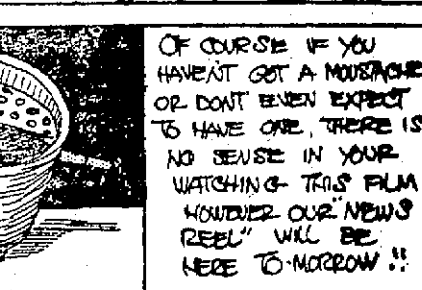 OF COURSE IF YOU
HAVEN'T GOT A MOUSTACHE
OR DON'T EVEN EXPECT
TO HAVE ONE, THERE IS
NO SENSE IN YOUR
WATCHING THIS FILM
HOWEVER OUR "NEWS
REEL" WILL BE
HERE TO-MORROW !!